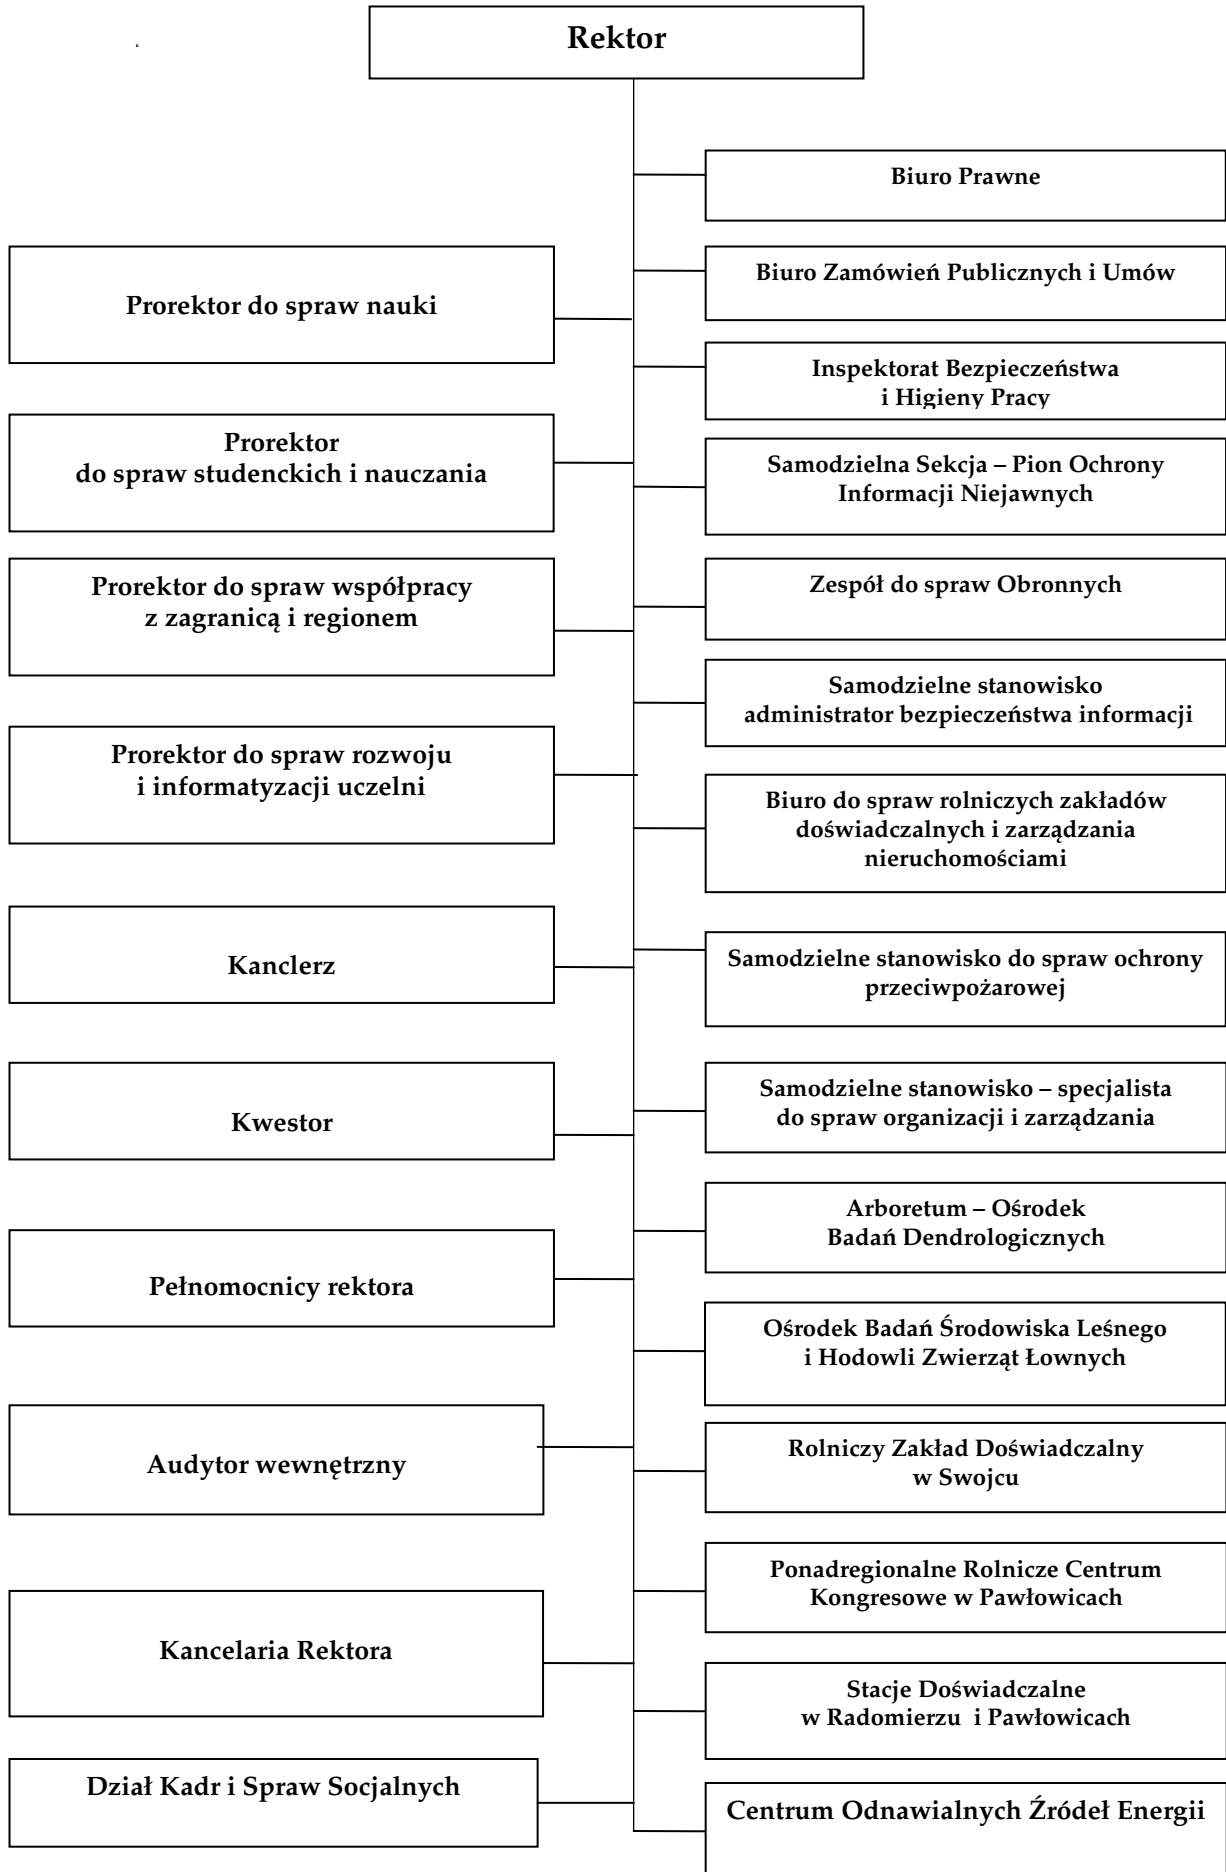 Rektor
Biuro Prawne
Prorektor do spraw nauki
Biuro Zamówień Publicznych i Umów
Inspektorat Bezpieczeństwa
i Higieny Pracy
Prorektor
do spraw studenckich i nauczania
Samodzielna Sekcja – Pion Ochrony
Informacji Niejawnych
Prorektor do spraw współpracy
z zagranicą i regionem
Zespół do spraw Obronnych
Samodzielne stanowisko
administrator bezpieczeństwa informacji
Prorektor do spraw rozwoju
i informatyzacji uczelni
Biuro do spraw rolniczych zakładów
doświadczalnych i zarządzania
nieruchomościami
Kanclerz
Samodzielne stanowisko do spraw ochrony
przeciwpożarowej
Kwestor
Samodzielne stanowisko – specjalista
do spraw organizacji i zarządzania
Pełnomocnicy rektora
Arboretum – Ośrodek
Badań Dendrologicznych
Ośrodek Badań Środowiska Leśnego
i Hodowli Zwierząt Łownych
Audytor wewnętrzny
Rolniczy Zakład Doświadczalny
w Swojcu
Ponadregionalne Rolnicze Centrum
Kongresowe w Pawłowicach
Kancelaria Rektora
Stacje Doświadczalne
w Radomierzu i Pawłowicach
Dział Kadr i Spraw Socjalnych
Centrum Odnawialnych Źródeł Energii